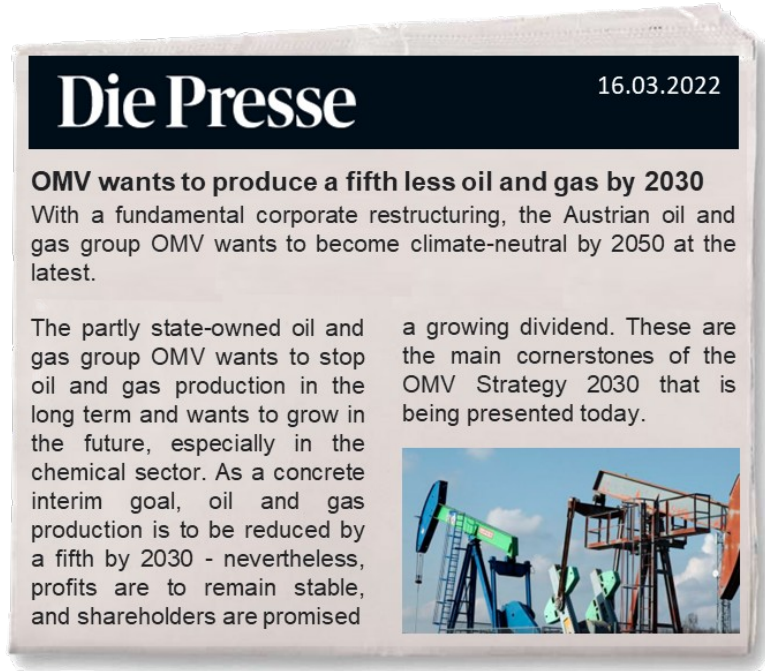 Die Presse
16.03.2022
OMV wants to produce a fifth less oil and gas by 2030
With a fundamental corporate restructuring, the Austrian oil and
gas group OMV wants to become climate-neutral by 2050 at the
latest.
The partly state-owned oil and
gas group OMV wants to stop
oil and gas production in the
long term and wants to grow in
the future, especially in the
chemical sector. As a concrete
interim goal, oil and gas
production is to be reduced by
a fifth by 2030 - nevertheless,
profits are to remain stable,
and shareholders are promised
a growing dividend. These are
the main cornerstones of the
OMV Strategy 2030 that is
being presented today.